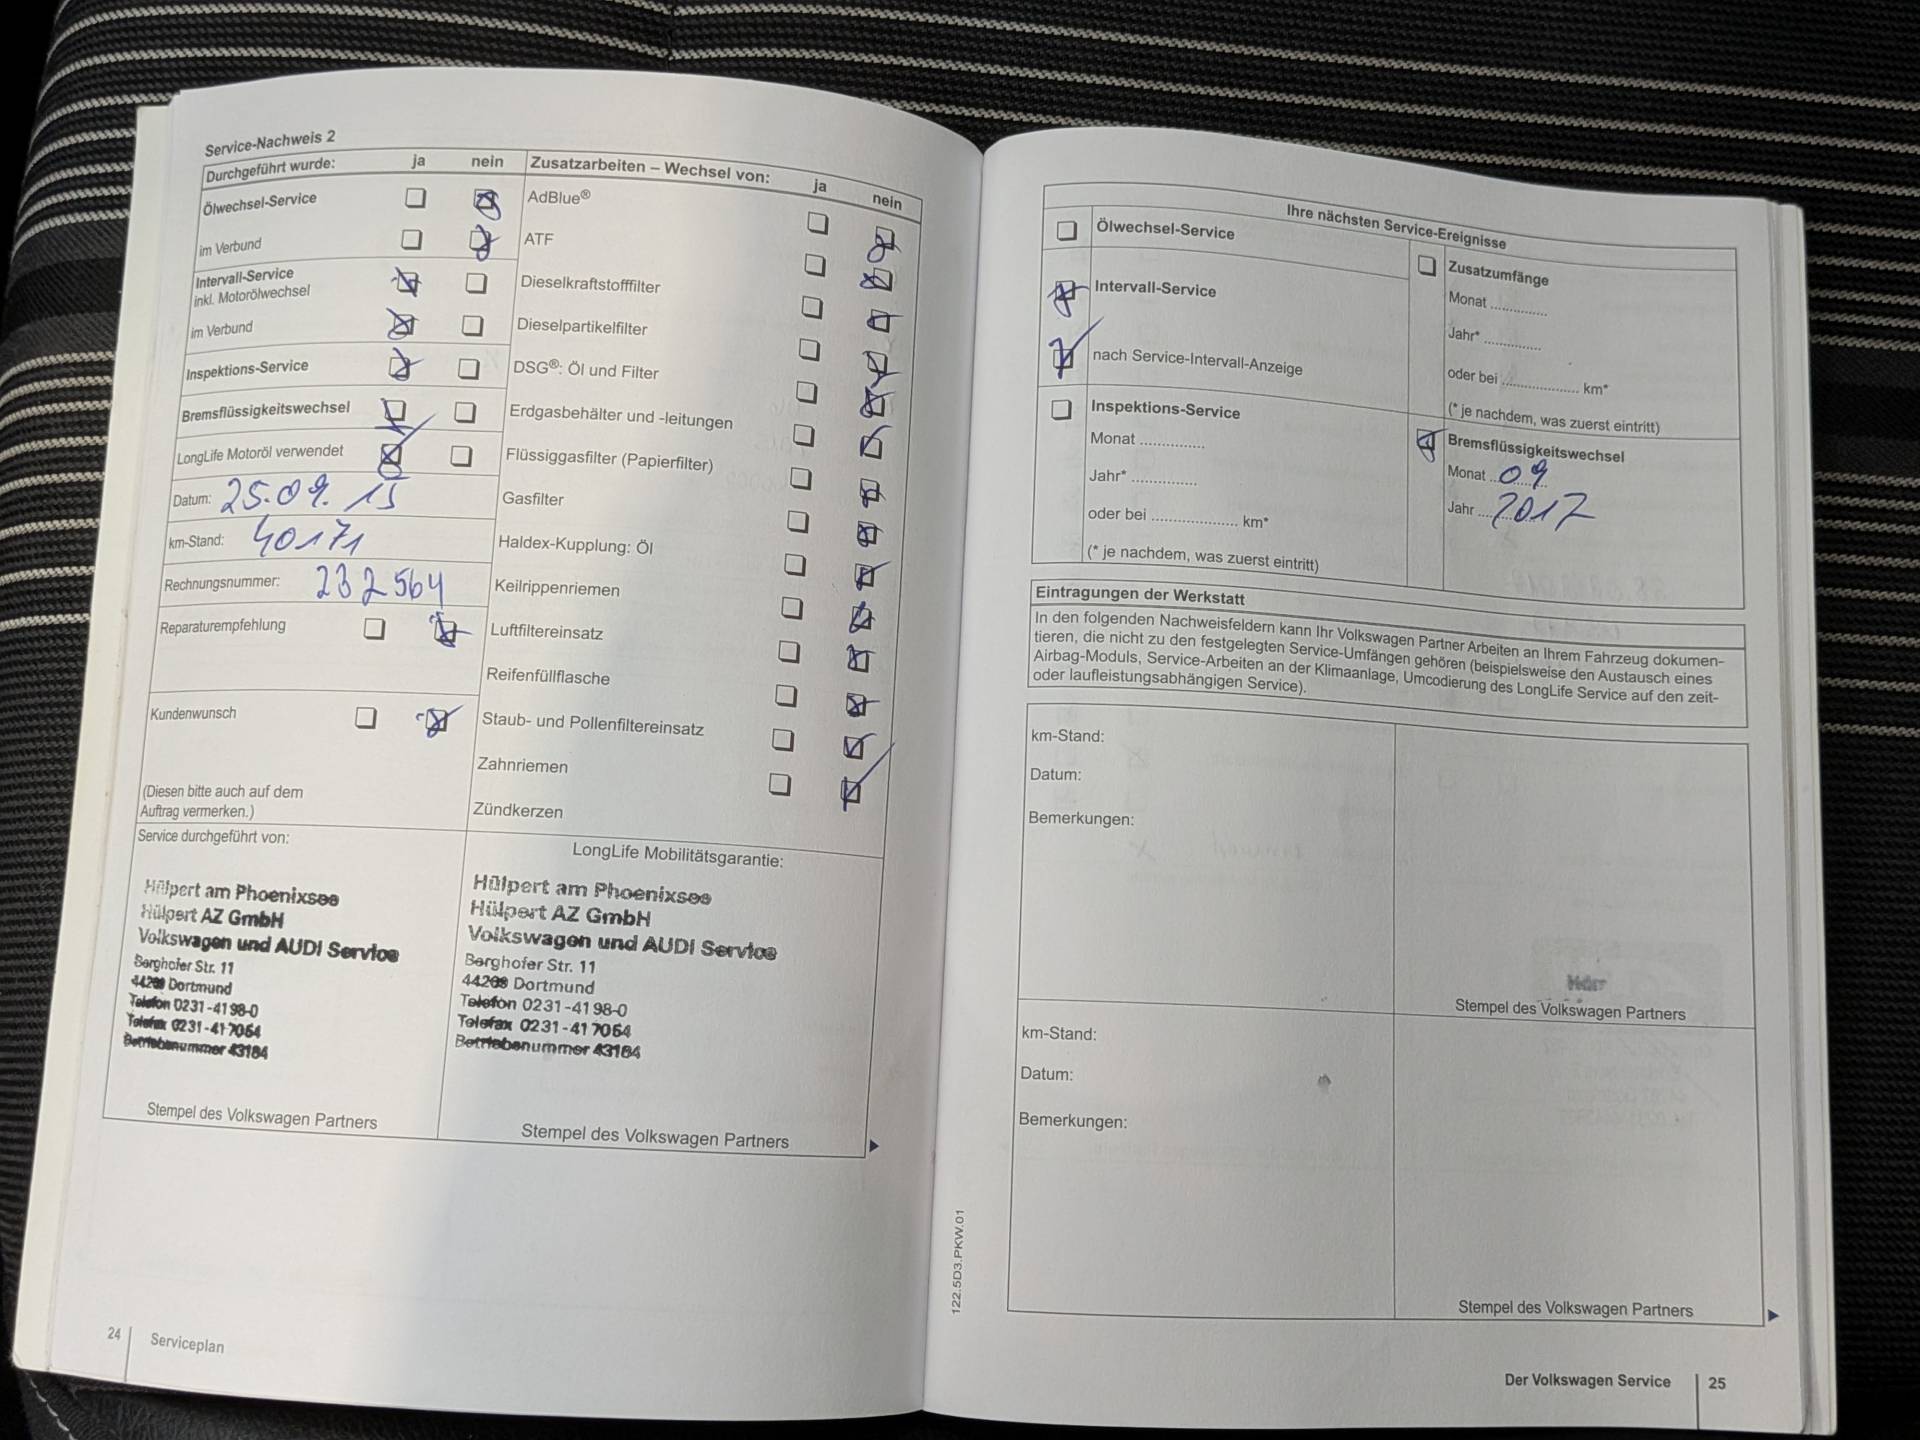 Service-Nachweis 2
Durchgeführt wurde: ja nein
Ölwechsel-Service
im Verbund
Intervall-Service
inkl. Motorölwechsel
im Verbund
Inspektions-Service
Bremsflüssigkeitswechsel
LongLife Motoröl verwendet
Datum: 25.09.15
km-Stand: 40171
Rechnungsnummer: 232564
Reparaturempfehlung
Kundenwunsch
(Diesen bitte auch auf dem
Auftrag vermerken.)
Service durchgeführt von:
Hülpert am Phoenixsee
Hülpert AZ GmbH
Volkswagen und AUDI Service
Berghofer Str. 11
44269 Dortmund
Telefon 0231-4198-0
Telefax 0231-417064
Betriebsnummer 43184
Stempel des Volkswagen Partners
Zusatzarbeiten – Wechsel von: ja nein
AdBlue®
ATF
Dieselkraftstofffilter
Dieselpartikelfilter
DSG®: Öl und Filter
Erdgasbehälter und -leitungen
Flüssiggasfilter (Papierfilter)
Gasfilter
Haldex-Kupplung: Öl
Keilrippenriemen
Luftfiltereinsatz
Reifenfüllflasche
Staub- und Pollenfiltereinsatz
Zahnriemen
Zündkerzen
LongLife Mobilitätsgarantie:
Hülpert am Phoenixsee
Hülpert AZ GmbH
Volkswagen und AUDI Service
Berghofer Str. 11
44269 Dortmund
Telefon 0231-4198-0
Telefax 0231-417064
Betriebsnummer 43184
Stempel des Volkswagen Partners
24 Serviceplan
Ihre nächsten Service-Ereignisse
Ölwechsel-Service
Intervall-Service
nach Service-Intervall-Anzeige
Inspektions-Service
Monat ..............
Jahr* ..............
oder bei ................... km*
(* je nachdem, was zuerst eintritt)
Zusatzumfänge
Monat ..............
Jahr* ..............
oder bei ................... km*
(* je nachdem, was zuerst eintritt)
Bremsflüssigkeitswechsel
Monat 09
Jahr 2017
Eintragungen der Werkstatt
In den folgenden Nachweisfeldern kann Ihr Volkswagen Partner Arbeiten an Ihrem Fahrzeug dokumen-
tieren, die nicht zu den festgelegten Service-Umfängen gehören (beispielsweise den Austausch eines
Airbag-Moduls, Service-Arbeiten an der Klimaanlage, Umcodierung des LongLife Service auf den zeit-
oder laufleistungsabhängigen Service).
km-Stand:
Datum:
Bemerkungen:
Stempel des Volkswagen Partners
km-Stand:
Datum:
Bemerkungen:
Stempel des Volkswagen Partners
122.5D3.PKW.01
Der Volkswagen Service 25